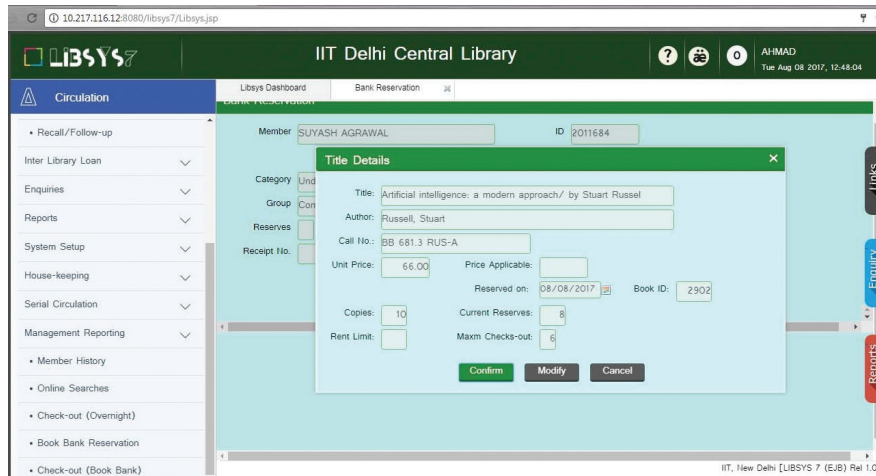 10.217.116.12:8080/libsys7/Libsys.jsp
LIBSYS7
IIT Delhi Central Library
? æ 0
AHMAD
Tue Aug 08 2017, 12:48:04
Circulation
Libsys Dashboard
Bank Reservation
Bank Reservation
• Recall/Follow-up
Inter Library Loan
Enquiries
Reports
System Setup
House-keeping
Serial Circulation
Management Reporting
• Member History
• Online Searches
• Check-out (Overnight)
• Book Bank Reservation
• Check-out (Book Bank)
Member SUYASH AGRAWAL ID 2011684
Category Und
Group Con
Reserves
Receipt No.
Title Details
Title: Artificial intelligence: a modern approach/ by Stuart Russel
Author: Russell, Stuart
Call No.: BB 681.3 RUS-A
Unit Price: 66.00 Price Applicable:
Reserved on: 08/08/2017 Book ID: 2902
Copies: 10 Current Reserves: 8
Rent Limit: Maxm Checks-out: 6
Confirm Modify Cancel
Links
Enquiry
Reports
IIT, New Delhi [LIBSYS 7 (EJB) Rel 1.0